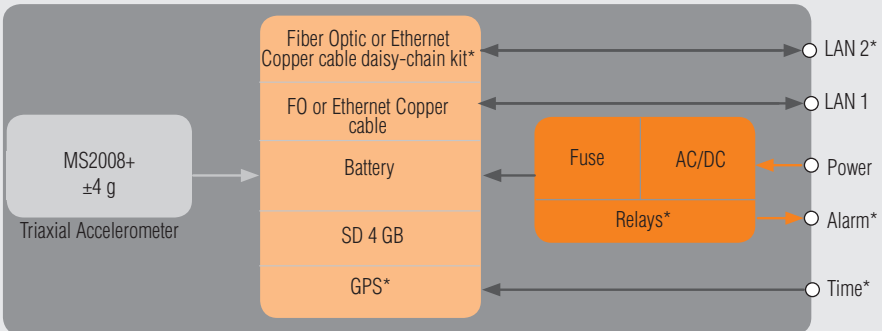 Fiber Optic or Ethernet
Copper cable daisy-chain kit*
LAN 2*
FO or Ethernet Copper
cable
LAN 1
MS2008+
±4 g
Triaxial Accelerometer
Battery
Fuse
AC/DC
Power
Relays*
Alarm*
SD 4 GB
GPS*
Time*